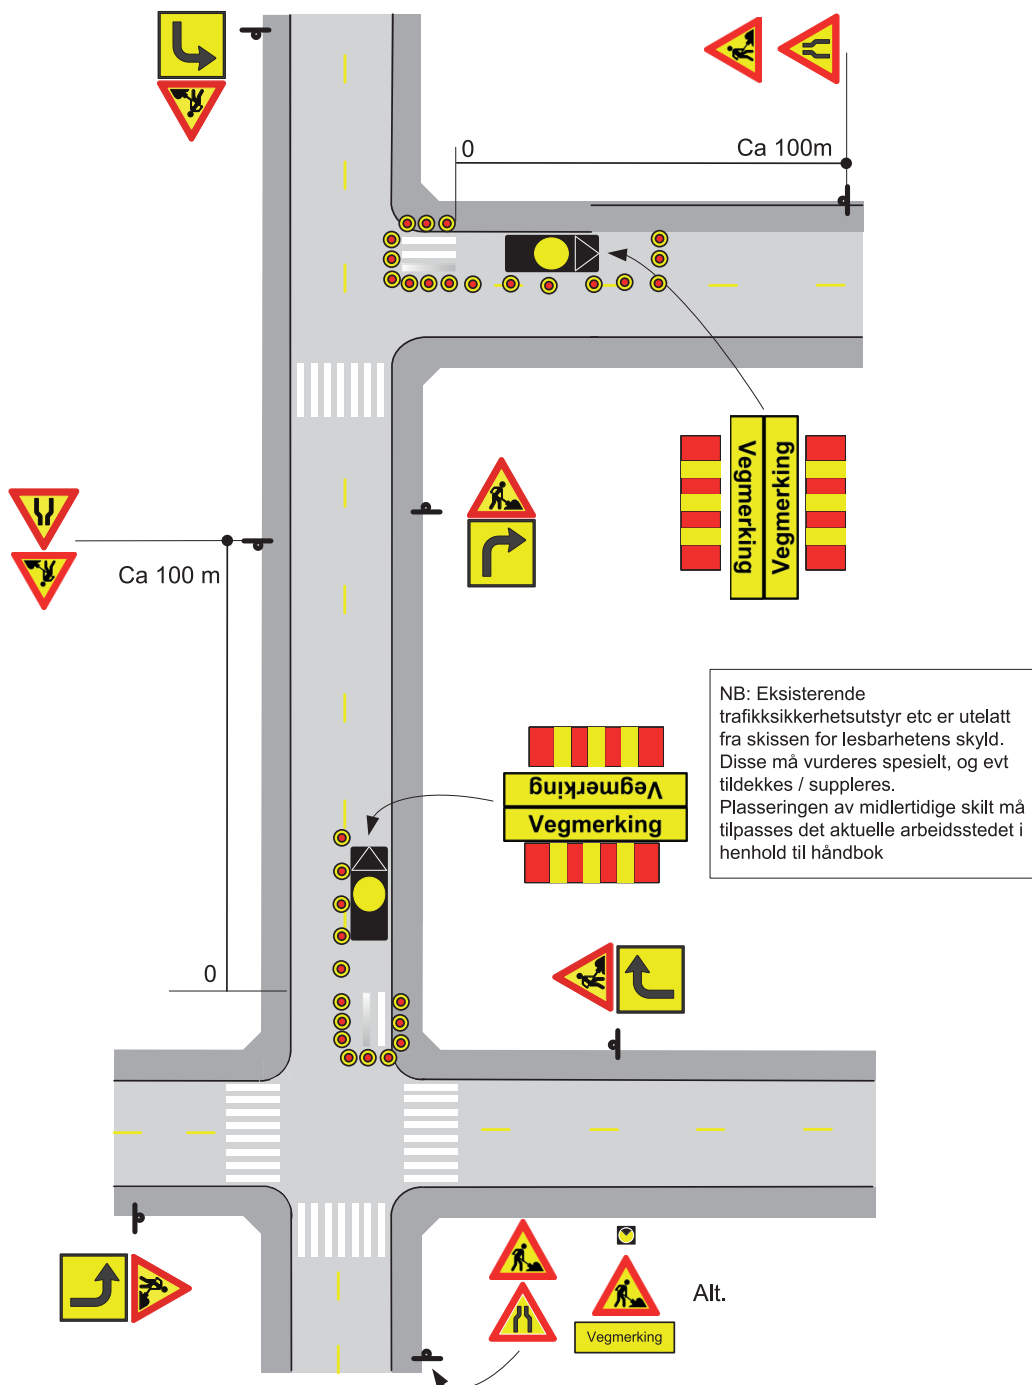 0
Ca 100m
Vegmerking
Vegmerking
Ca 100 m
NB: Eksisterende
trafikksikkerhetsutstyr etc er utelatt
fra skissen for lesbarhetens skyld.
Disse må vurderes spesielt, og evt
tildekkes / suppleres.
Plasseringen av midlertidige skilt må
tilpasses det aktuelle arbeidsstedet i
henhold til håndbok
Vegmerking
Vegmerking
0
Alt.
Vegmerking